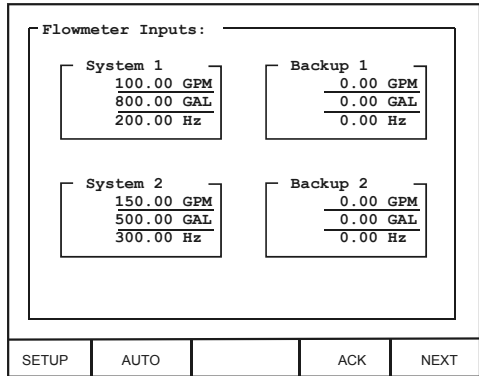 Flowmeter Inputs:
System 1
100.00 GPM
800.00 GAL
200.00 Hz
Backup 1
0.00 GPM
0.00 GAL
0.00 Hz
System 2
150.00 GPM
500.00 GAL
300.00 Hz
Backup 2
0.00 GPM
0.00 GAL
0.00 Hz
SETUP AUTO ACK NEXT